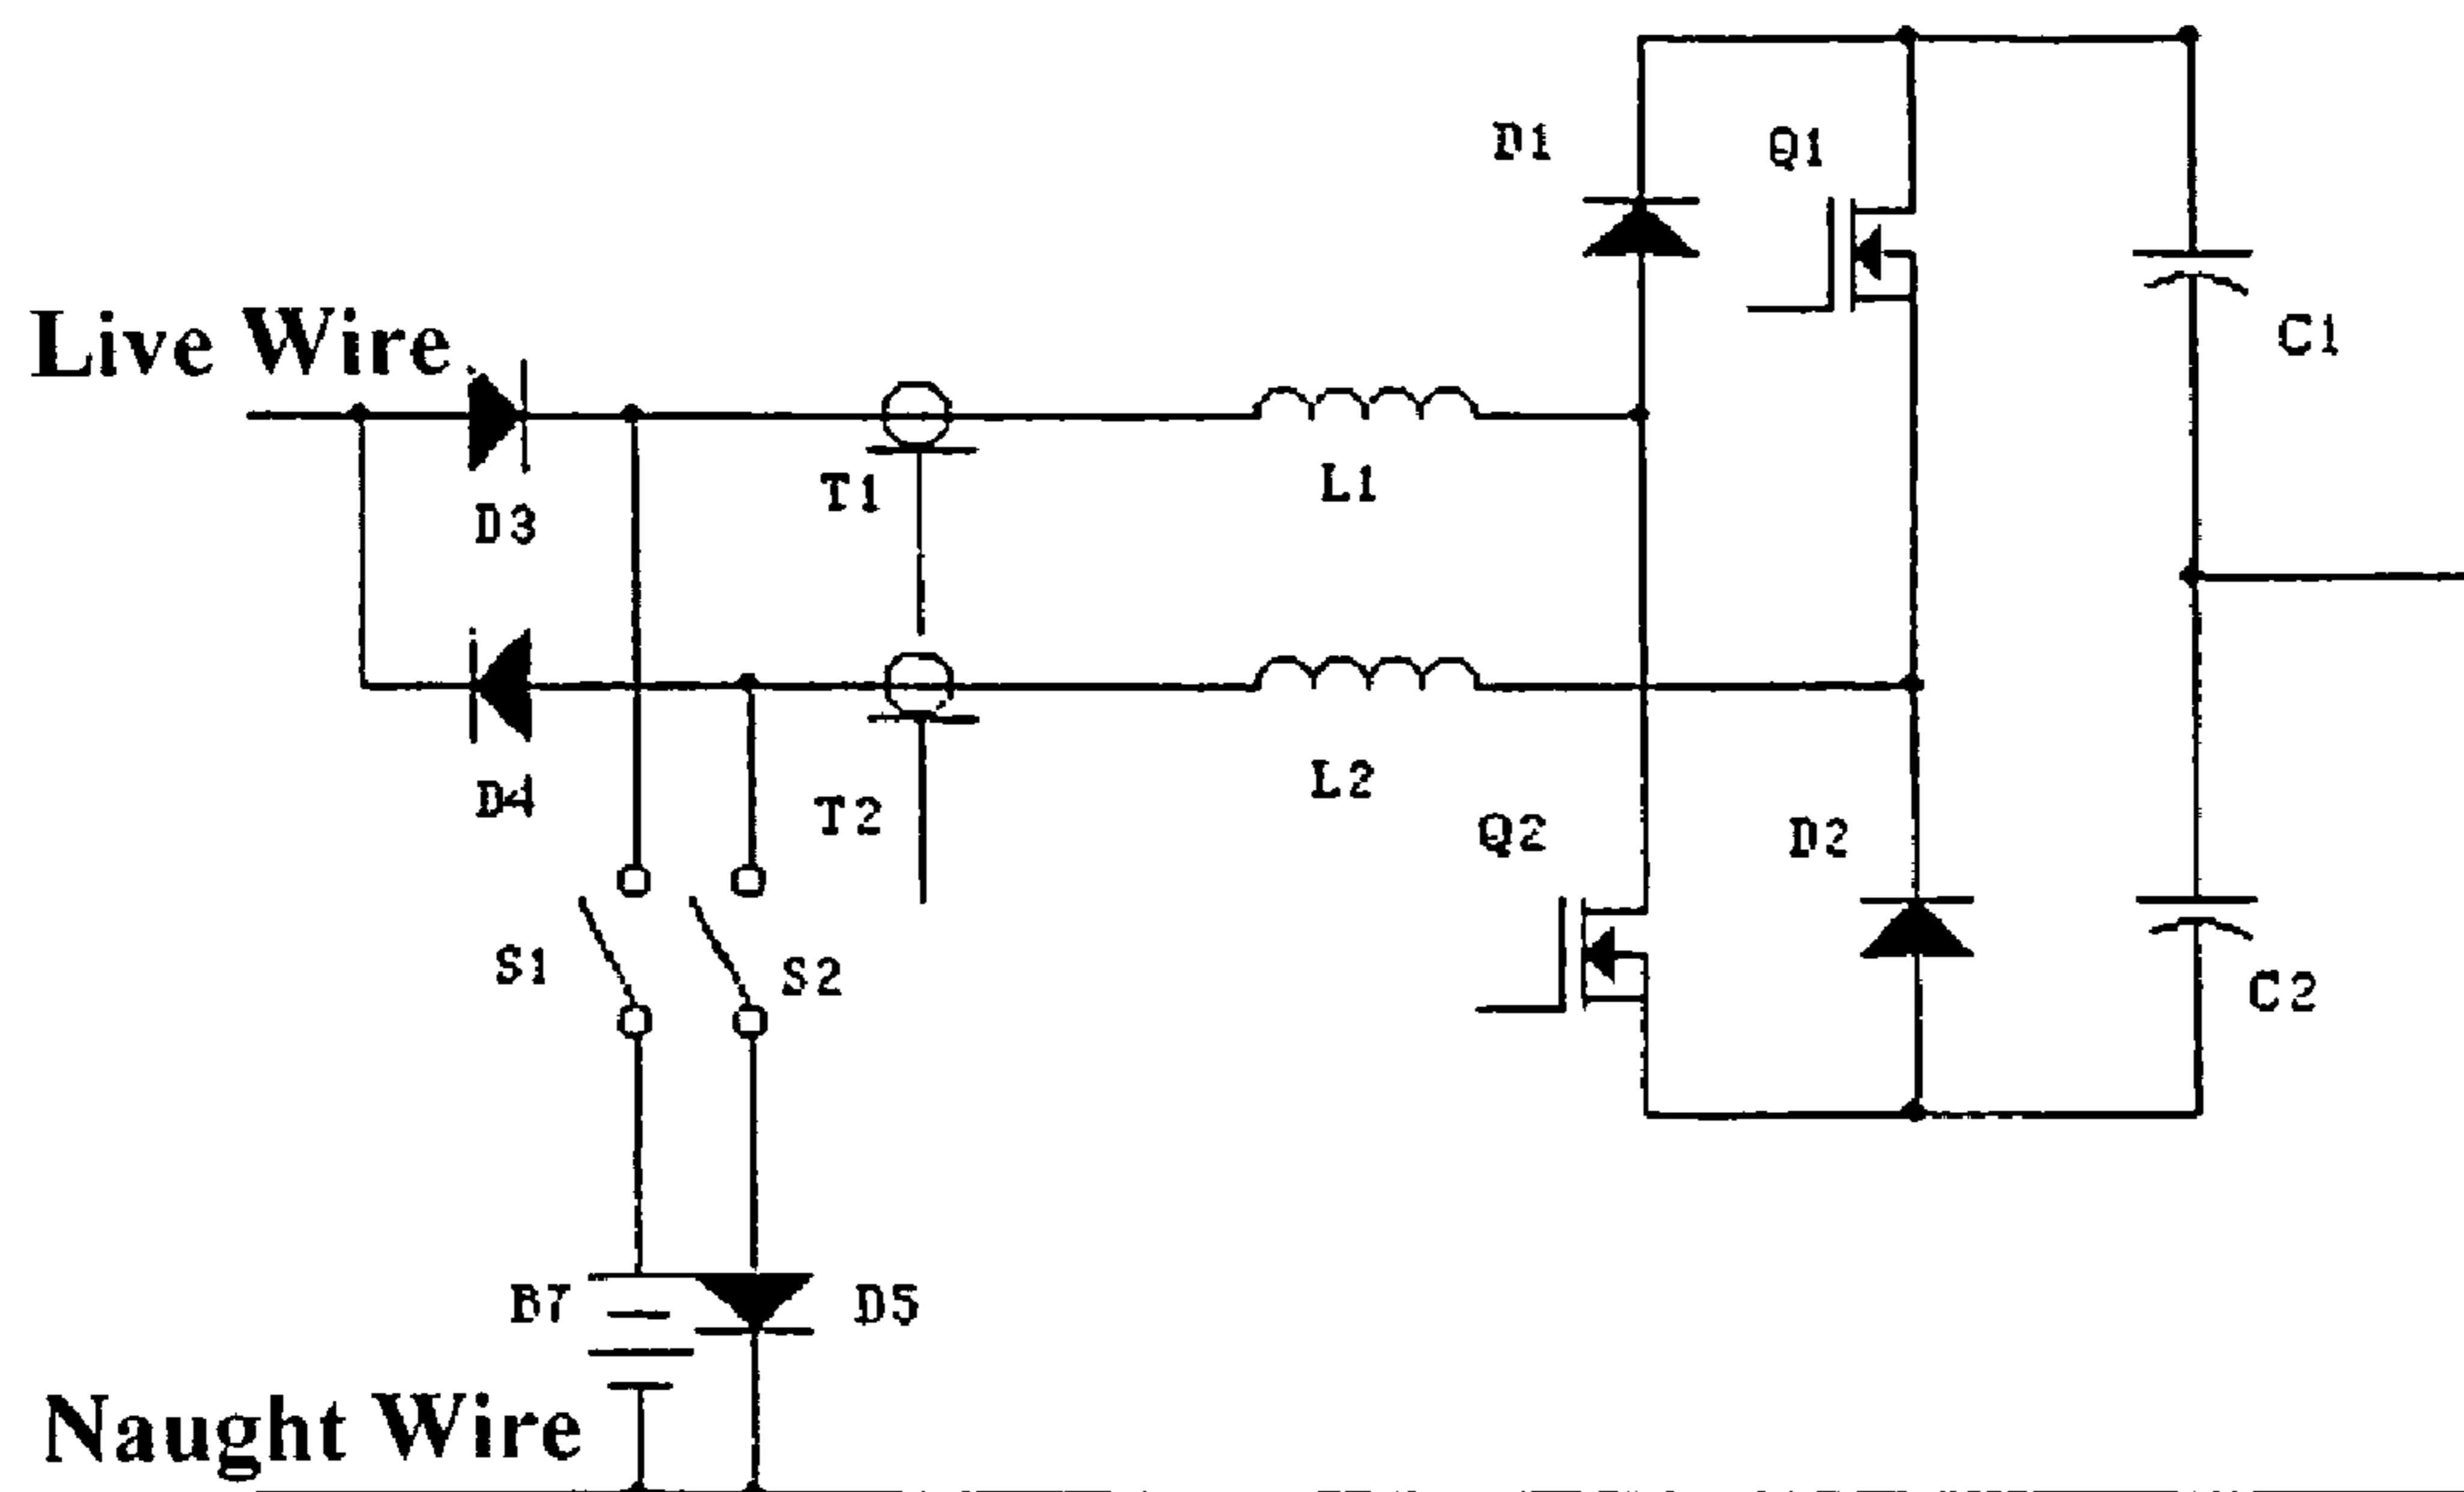 D1
Q1
Live Wire
C1
T1
L1
D3
D4
T2
L2
Q2
D2
S1
S2
C2
B7
D5
Naught Wire